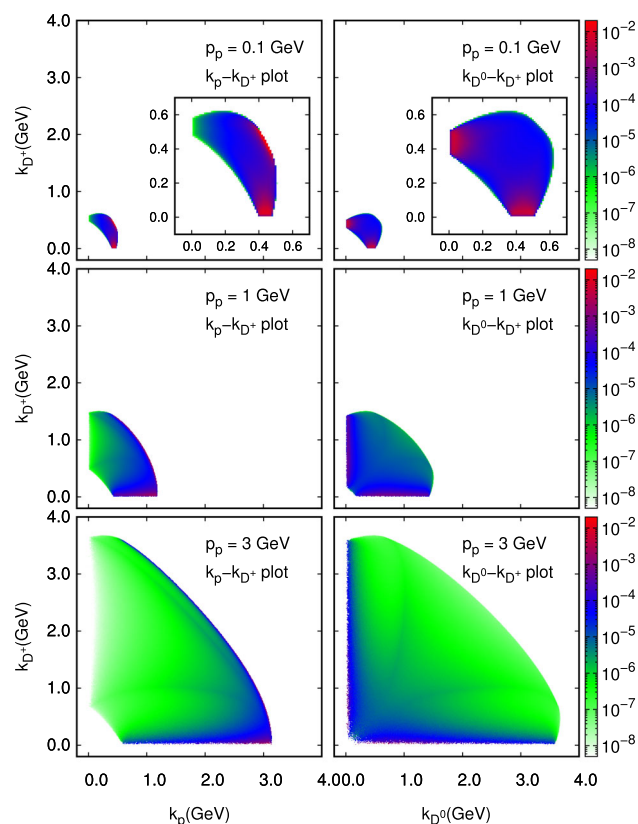 4.0
3.0
2.0
1.0
0.0
k_{D^+}(GeV)
p_p = 0.1 GeV
k_p–k_{D^+} plot
0.6
0.4
0.2
0.0
0.0 0.2 0.4 0.6
p_p = 0.1 GeV
k_{D^0}–k_{D^+} plot
0.6
0.4
0.2
0.0
0.0 0.2 0.4 0.6
10^{-2}
10^{-3}
10^{-4}
10^{-5}
10^{-6}
10^{-7}
10^{-8}
4.0
3.0
2.0
1.0
0.0
k_{D^+}(GeV)
p_p = 1 GeV
k_p–k_{D^+} plot
p_p = 1 GeV
k_{D^0}–k_{D^+} plot
10^{-2}
10^{-3}
10^{-4}
10^{-5}
10^{-6}
10^{-7}
10^{-8}
4.0
3.0
2.0
1.0
0.0
k_{D^+}(GeV)
p_p = 3 GeV
k_p–k_{D^+} plot
p_p = 3 GeV
k_{D^0}–k_{D^+} plot
10^{-2}
10^{-3}
10^{-4}
10^{-5}
10^{-6}
10^{-7}
10^{-8}
0.0 1.0 2.0 3.0 4.00.0 1.0 2.0 3.0 4.0
k_p(GeV) k_{D^0}(GeV)